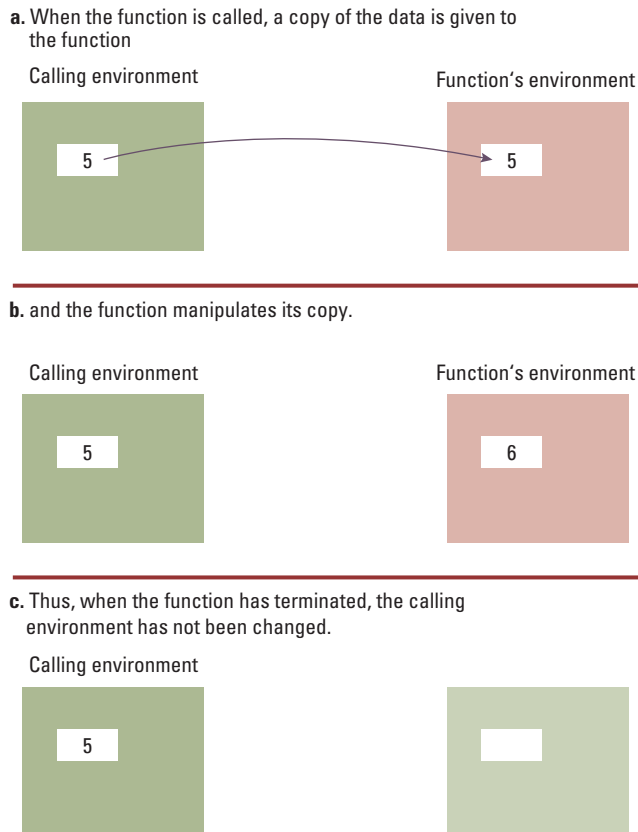 a. When the function is called, a copy of the data is given to
the function
Calling environment
Function‘s environment
5
5
b. and the function manipulates its copy.
Calling environment
Function‘s environment
5
6
c. Thus, when the function has terminated, the calling
environment has not been changed.
Calling environment
5